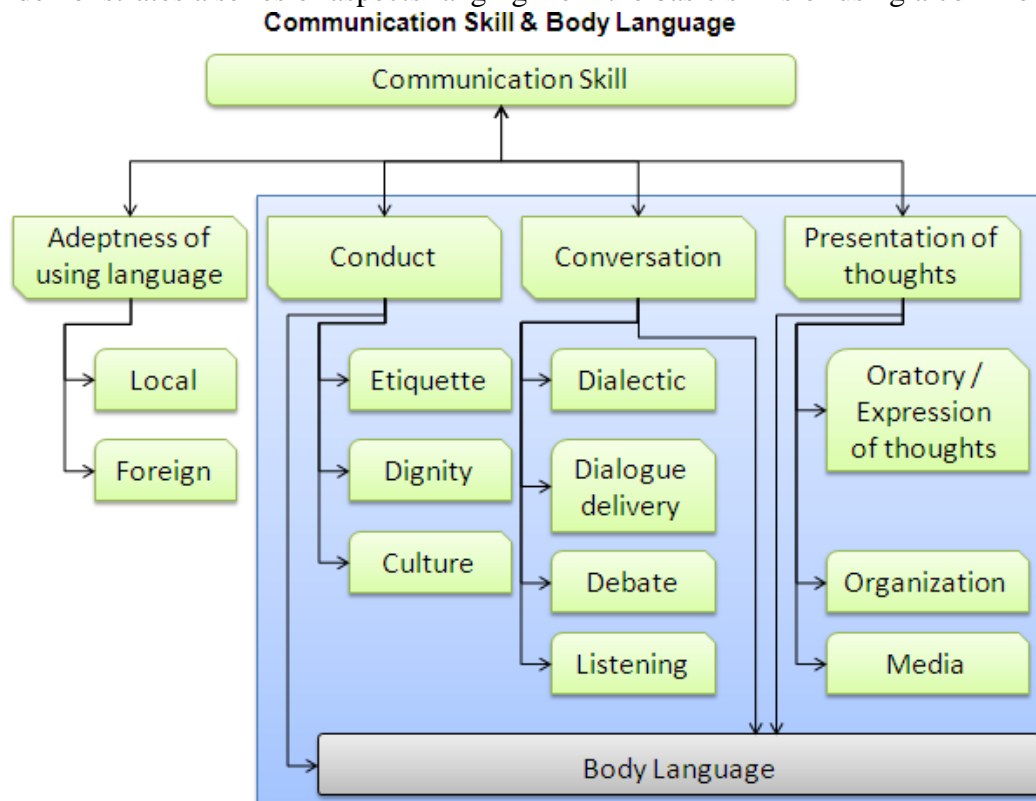 Communication Skill & Body Language
Communication Skill
Adeptness of
using language
Conduct
Conversation
Presentation of
thoughts
Local
Foreign
Etiquette
Dignity
Culture
Dialectic
Dialogue
delivery
Debate
Listening
Oratory /
Expression
of thoughts
Organization
Media
Body Language